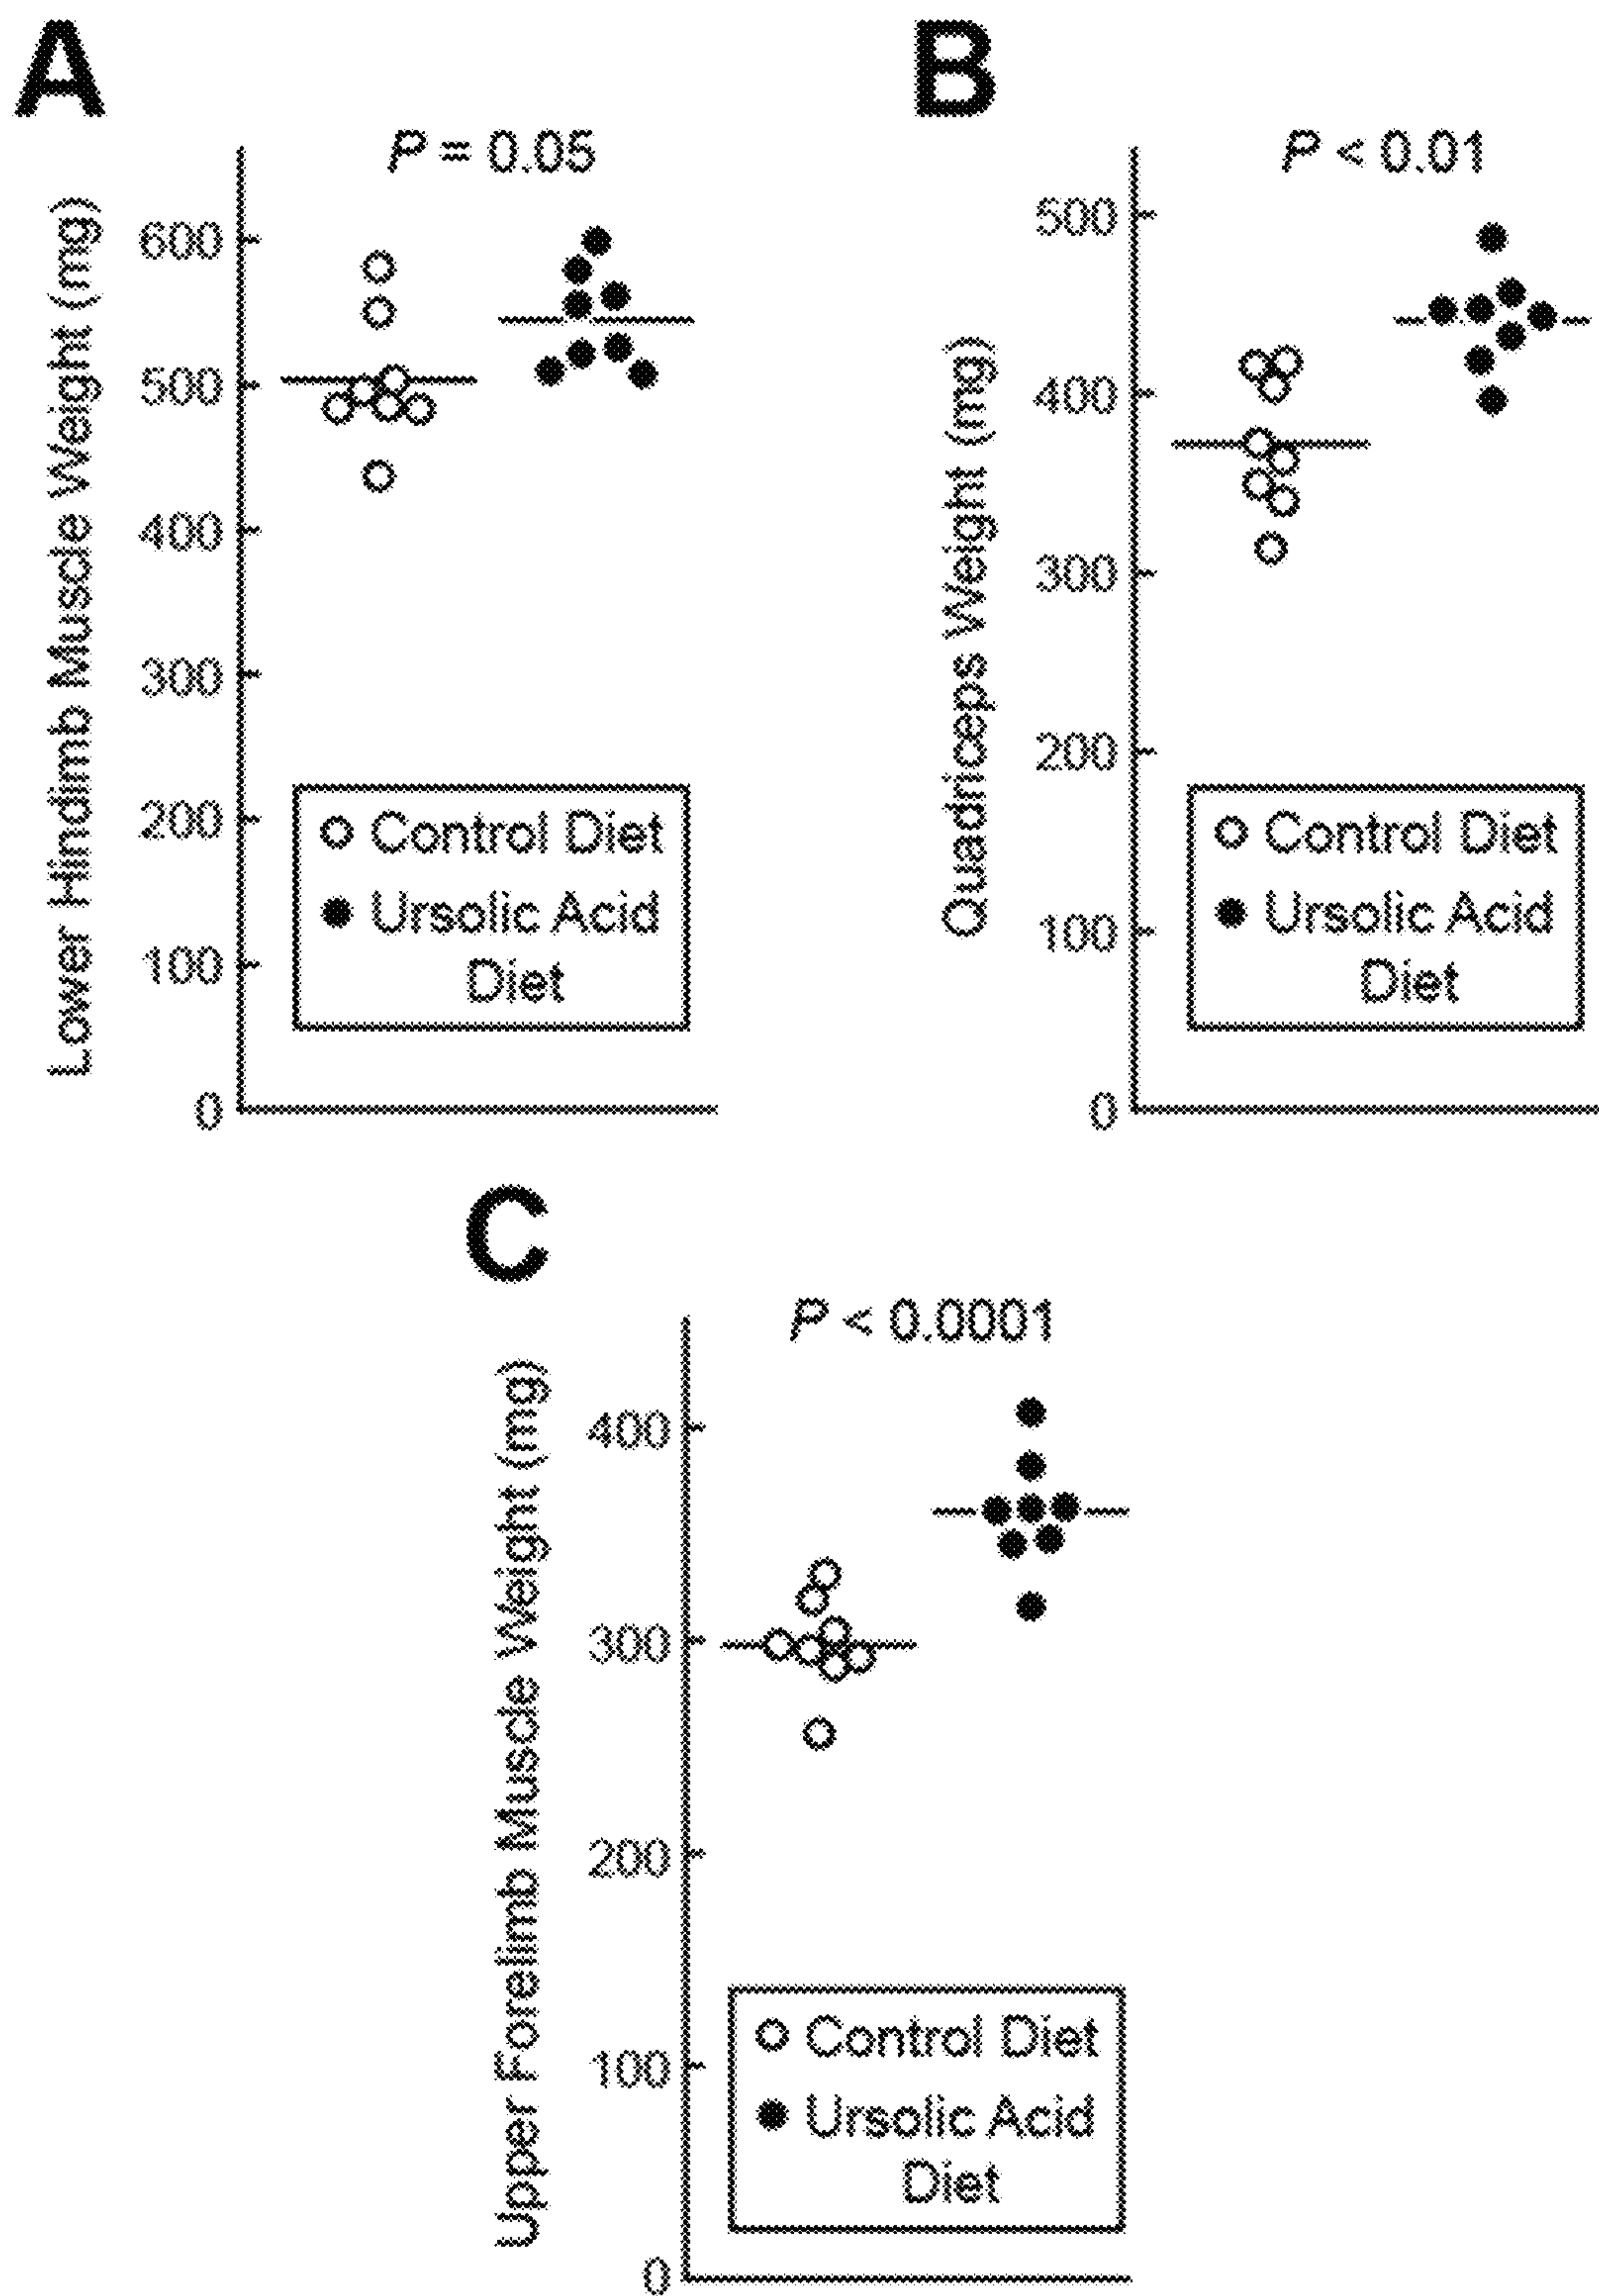 A
P = 0.05
Lower Hindimb Muscle Weight (mg)
600
500
400
300
200
100
0
Control Diet
Ursolic Acid
Diet
B
P < 0.01
Quadriceps Weight (mg)
500
400
300
200
100
0
Control Diet
Ursolic Acid
Diet
C
P < 0.0001
Upper Forelimb Muscle Weight (mg)
400
300
200
100
0
Control Diet
Ursolic Acid
Diet